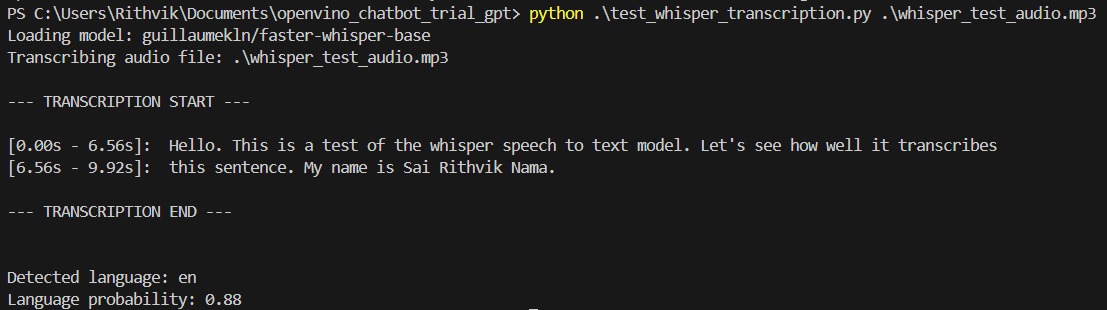 PS C:\Users\Rithvik\Documents\openvino_chatbot_trial_gpt> python .\test_whisper_transcription.py .\whisper_test_audio.mp3
Loading model: guillaumekln/faster-whisper-base
Transcribing audio file: .\whisper_test_audio.mp3
--- TRANSCRIPTION START ---
[0.00s - 6.56s]:  Hello. This is a test of the whisper speech to text model. Let's see how well it transcribes
[6.56s - 9.92s]:  this sentence. My name is Sai Rithvik Nama.
--- TRANSCRIPTION END ---
Detected language: en
Language probability: 0.88